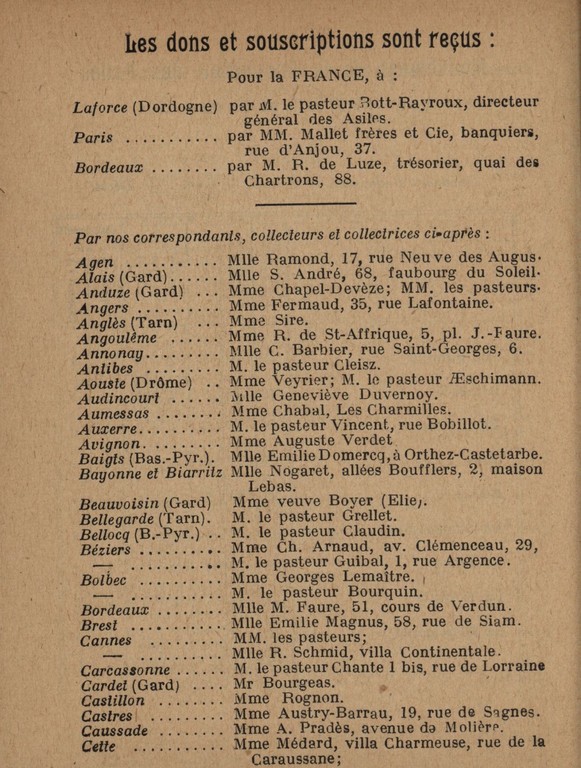 Les dons et souscriptions sont reçus :
Pour la FRANCE, à :
Laforce (Dordogne) par M. le pasteur Rott-Rayroux, directeur
général des Asiles.
Paris ........... par MM. Mallet frères et Cie, banquiers,
rue d'Anjou, 37.
Bordeaux ........ par M. R. de Luze, trésorier, quai des
Chartrons, 88.
Par nos correspondants, collecteurs et collectrices ci-après :
Agen ........... Mlle Ramond, 17, rue Neuve des Augus-
Alais (Gard)...... Mlle S. André, 68, faubourg du Soleil-
Anduze (Gard) ... Mme Chapel-Devèze; MM. les pasteurs-
Angers .......... Mme Fermaud, 35, rue Lafontaine.
Anglès (Tarn) ... Mme Sire.
Angoulême ...... Mme R. de St-Affrique, 5, pl. J.-Faure.
Annonay......... Mlle C. Barbier, rue Saint-Georges, 6.
Antibes .......... M. le pasteur Cleisz.
Aouste (Drôme) .. Mme Veyrier; M. le pasteur Æschimann.
Audincourt ...... Mlle Geneviève Duvernoy.
Aumessas ........ Mme Chabal, Les Charmilles.
Auxerre.......... M. le pasteur Vincent, rue Bobillot.
Avignon.......... Mme Auguste Verdet
Baigts (Bas.-Pyr.). Mlle Emilie Domercq, à Orthez-Castetarbe.
Bayonne et Biarritz Mlle Nogaret, allées Boufflers, 2, maison
Lebas.
Beauvoisin (Gard) Mme veuve Boyer (Elie).
Bellegarde (Tarn). M. le pasteur Grellet.
Bellocq (B.-Pyr.) .. M. le pasteur Claudin.
Béziers .......... Mme Ch. Arnaud, av. Clémenceau, 29,
— .......... M. le pasteur Guibal, 1, rue Argence.
Bolbec .......... Mme Georges Lemaître.
— .......... M. le pasteur Bourquin.
Bordeaux ........ Mlle M. Faure, 51, cours de Verdun.
Brest ........... Mlle Emilie Magnus, 58, rue de Siam.
Cannes .......... MM. les pasteurs;
— .......... Mlle R. Schmid, villa Continentale.
Carcassonne ...... M. le pasteur Chante 1 bis, rue de Lorraine
Cardet (Gard) .... Mr Bourgeas.
Castillon ........ Mme Rognon.
Castres .......... Mme Austry-Barrau, 19, rue de Sagnes.
Caussade ........ Mme A. Pradès, avenue de Molière.
Cette ........... Mme Médard, villa Charmeuse, rue de la
Caraussane;